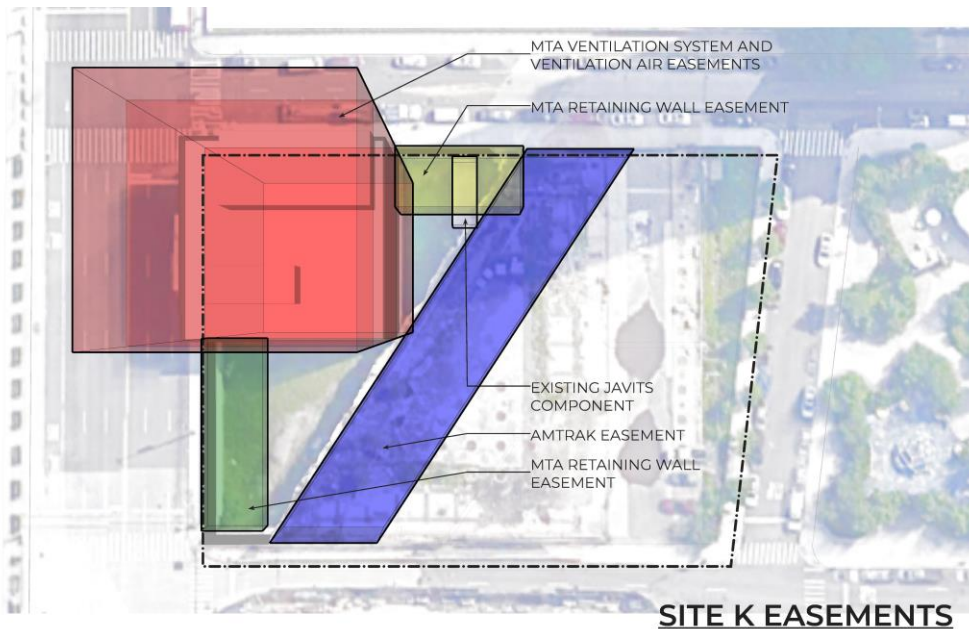 MTA VENTILATION SYSTEM AND
VENTILATION AIR EASEMENTS
MTA RETAINING WALL EASEMENT
EXISTING JAVITS
COMPONENT
AMTRAK EASEMENT
MTA RETAINING WALL
EASEMENT
SITE K EASEMENTS